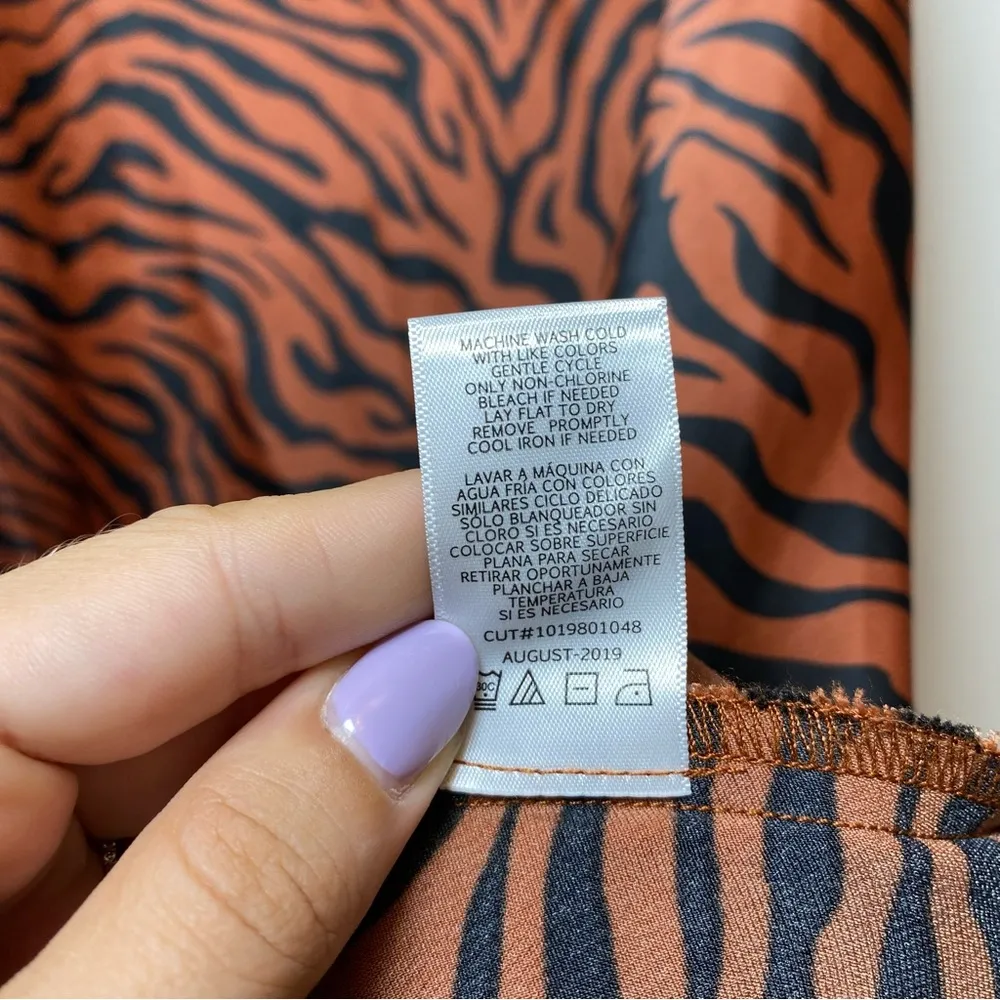 MACHINE WASH COLD
WITH LIKE COLORS
GENTLE CYCLE
ONLY NON-CHLORINE
BLEACH IF NEEDED
LAY FLAT TO DRY
REMOVE PROMPTLY
COOL IRON IF NEEDED
LAVAR A MÁQUINA CON
AGUA FRÍA CON COLORES
SIMILARES CICLO DELICADO
SÓLO BLANQUEADOR SIN
CLORO SI ES NECESARIO
COLOCAR SOBRE SUPERFICIE
PLANA PARA SECAR
RETIRAR OPORTUNAMENTE
PLANCHAR A BAJA
TEMPERATURA
SI ES NECESARIO
CUT#1019801048
AUGUST-2019
30C